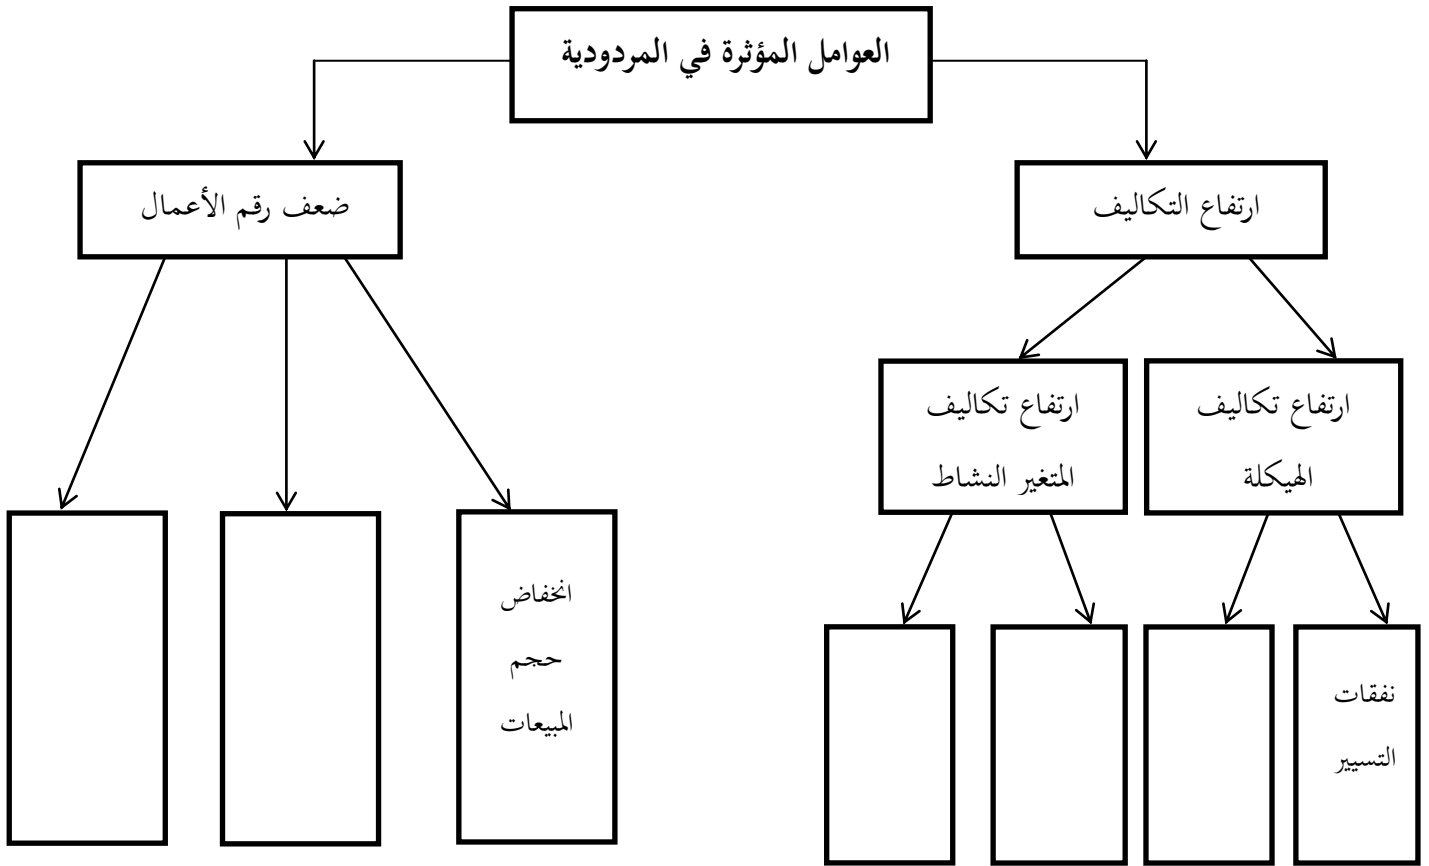 العوامل المؤثرة في المردودية
ارتفاع التكاليف
ضعف رقم الأعمال
ارتفاع تكاليف
الهيكلة
ارتفاع تكاليف
المتغير النشاط
نفقات
التسيير
انخفاض
حجم
المبيعات